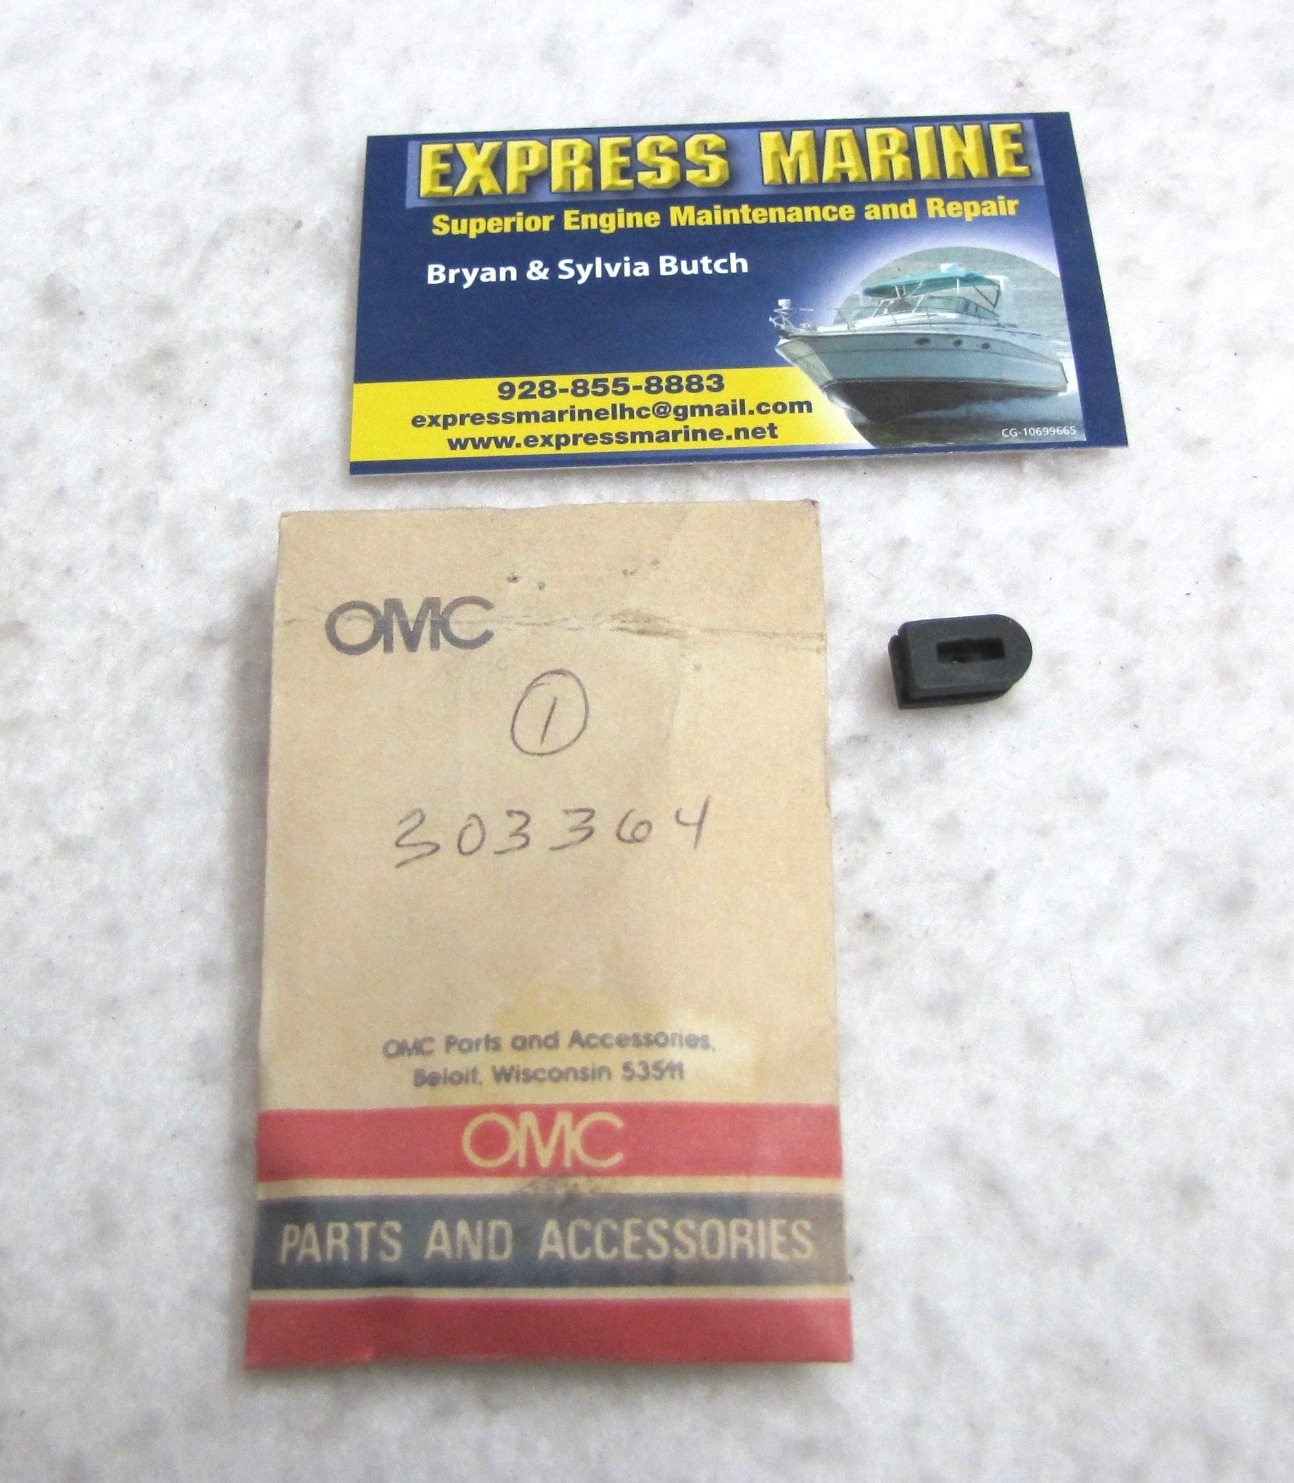 EXPRESS MARINE
Superior Engine Maintenance and Repair
Bryan & Sylvia Butch
928-855-8883
expressmarinelhc@gmail.com
www.expressmarine.net
CG-10699665
OMC
1
303364
OMC Parts and Accessories,
Beloit, Wisconsin 53511
OMC
PARTS AND ACCESSORIES